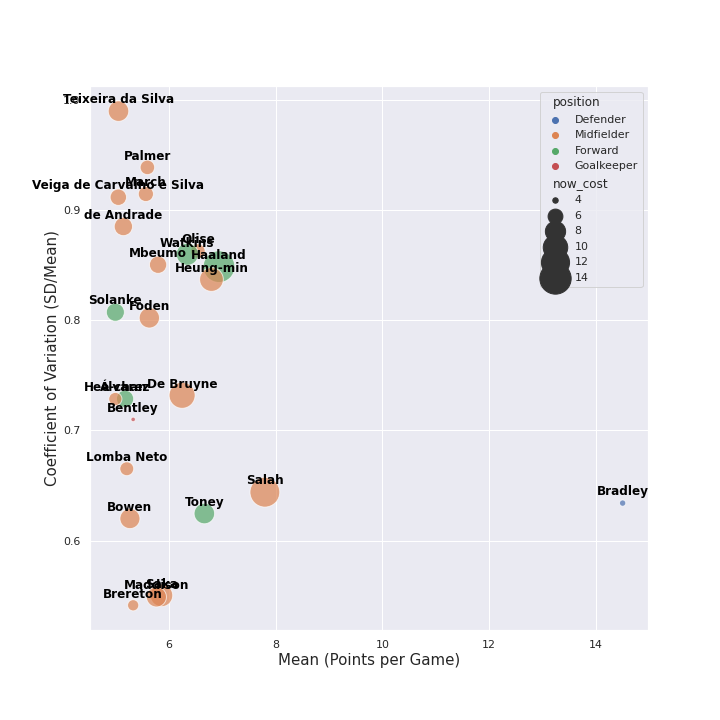 Teixeira da Silva
Palmer
March
Veiga de Carvalho e Silva
de Andrade
Olise
Watkins
Mbeumo
Haaland
Heung-min
Solanke
Foden
Álvarez
De Bruyne
Bentley
Lomba Neto
Salah
Bradley
Toney
Bowen
Saka
Maddison
Brereton
position
Defender
Midfielder
Forward
Goalkeeper
now_cost
4
6
8
10
12
14
0.9
0.8
0.7
0.6
Coefficient of Variation (SD/Mean)
6 8 10 12 14
Mean (Points per Game)